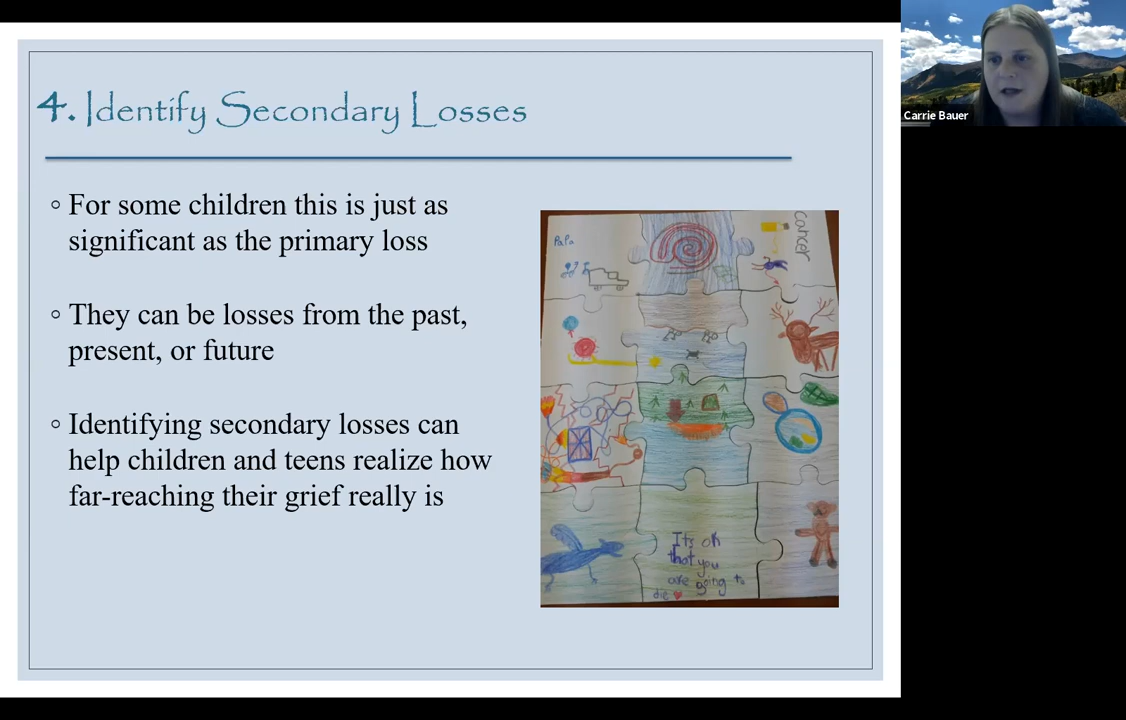 4. Identify Secondary Losses
For some children this is just as
significant as the primary loss
They can be losses from the past,
present, or future
Identifying secondary losses can
help children and teens realize how
far-reaching their grief really is
PaPa
cancer
Its ok
that you
are going to
die
Carrie Bauer